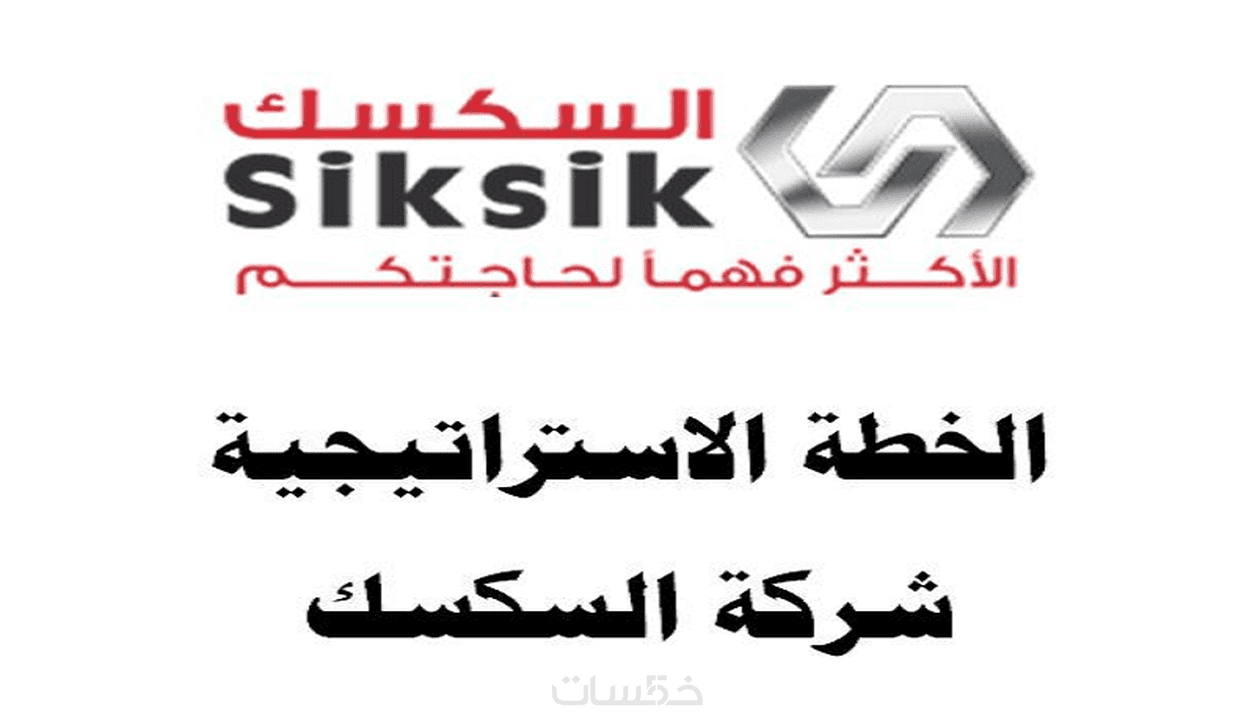 السكسك
Siksik
الأكثر فهماً لحاجتكم
الخطة الاستراتيجية
شركة السكسك
خمسات